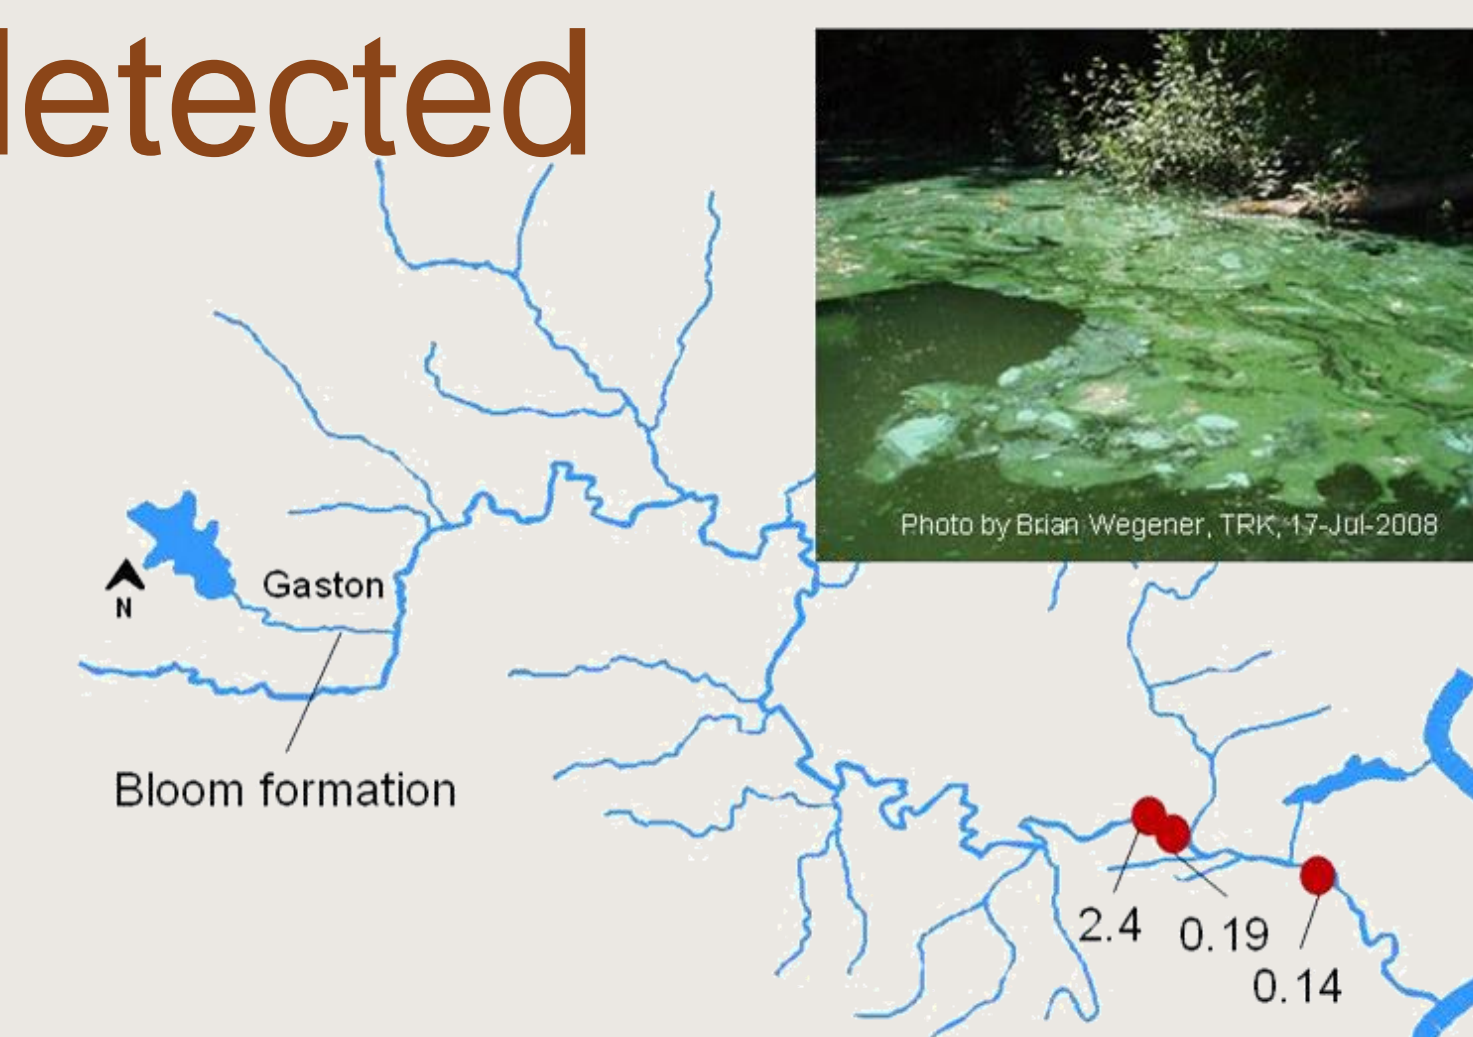 letected
Photo by Brian Wegener, TRK, 17-Jul-2008
Gaston
N
Bloom formation
2.4
0.19
0.14